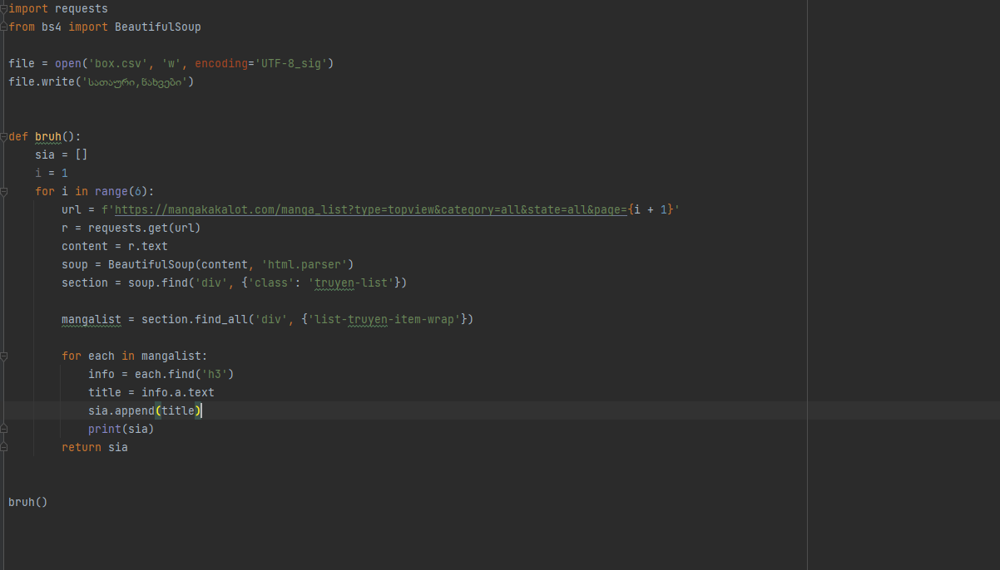 import requests
from bs4 import BeautifulSoup
file = open('box.csv', 'w', encoding='UTF-8_sig')
file.write('სათაური,ნახვები')
def bruh():
    sia = []
    i = 1
    for i in range(6):
        url = f'https://mangakakalot.com/manga_list?type=topview&category=all&state=all&page={i + 1}'
        r = requests.get(url)
        content = r.text
        soup = BeautifulSoup(content, 'html.parser')
        section = soup.find('div', {'class': 'truyen-list'})
        mangalist = section.find_all('div', {'list-truyen-item-wrap'})
        for each in mangalist:
            info = each.find('h3')
            title = info.a.text
            sia.append(title)
            print(sia)
        return sia
bruh()